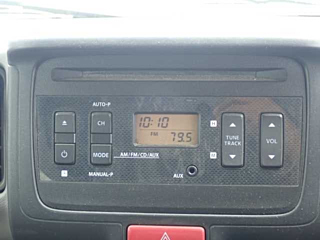 AUTO-P
CH
10:10
FM 79.5
H
M
TUNE
TRACK
VOL
MODE
AM/FM/CD/AUX
MANUAL-P
AUX